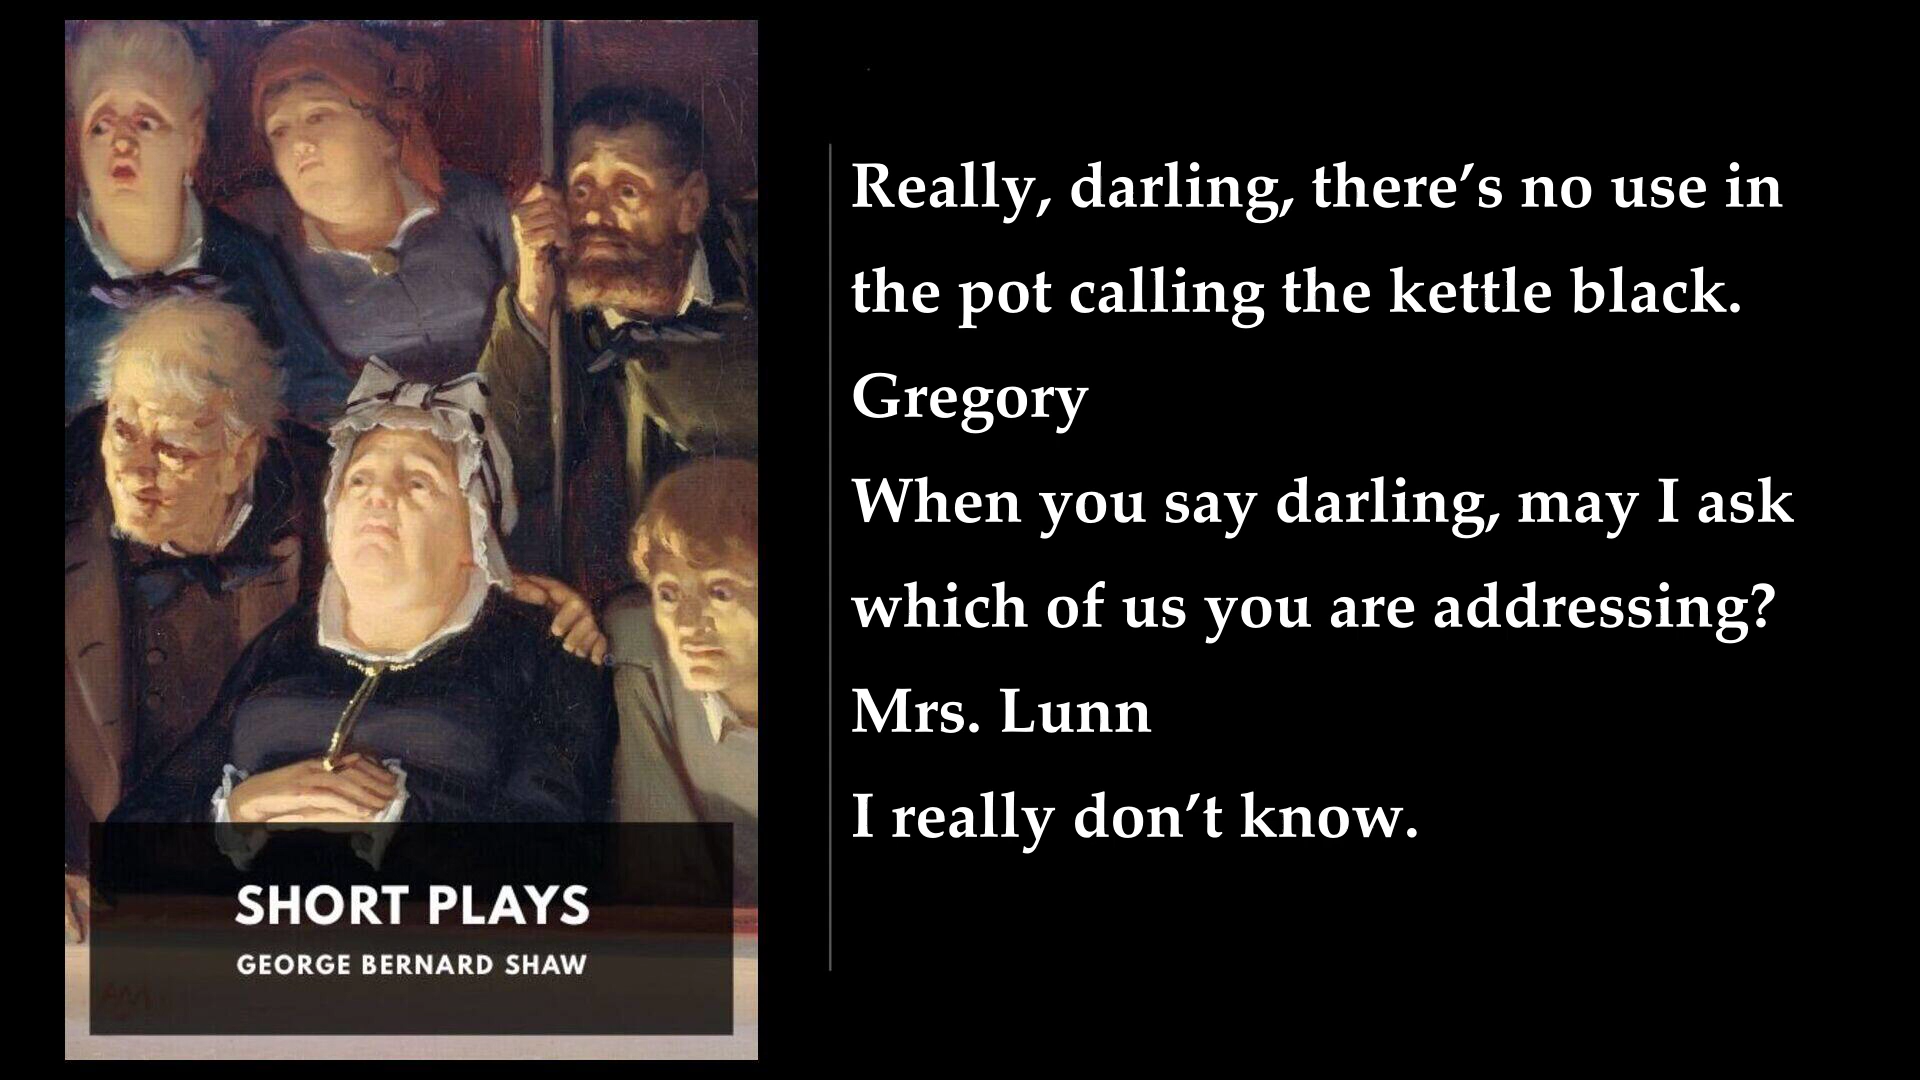 Really, darling, there’s no use in
the pot calling the kettle black.
Gregory
When you say darling, may I ask
which of us you are addressing?
Mrs. Lunn
I really don’t know.
SHORT PLAYS
GEORGE BERNARD SHAW